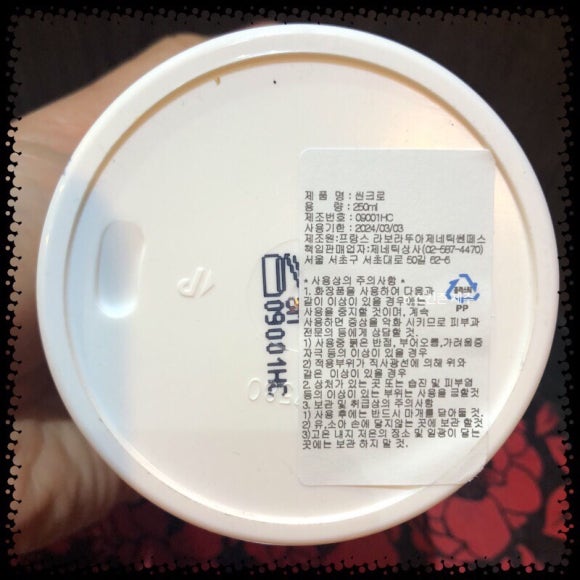 제 품 명 : 씬크로
용 량 : 250ml
제조번호 : 09001HC
사용기한 : 2024/03/03
제조원:프랑스 라보라뚜아제네틱쎈떼스
책임판매업자:제네틱상사(02-587-4470)
서울 서초구 서초대로 50길 62-6
*사용상의 주의사항*
1. 화장품을 사용하여 다음과
같이 이상이 있을 경우에는
사용을 중지할 것이며, 계속
사용하면 증상을 악화 시키므로 피부과
전문의 등에게 상담할 것.
1) 사용중 붉은 반점, 부어오름,가려움증
자극 등의 이상이 있을 경우
2) 적용부위가 직사광선에 의해 위와
같은 이상이 있을 경우
2. 상처가 있는 곳 또는 습진 및 피부염
등의 이상이 있는 부위는 사용을 금할것
3. 보관 및 취급상의 주의사항
1) 사용 후에는 반드시 마개를 닫아둘 것.
2) 유,소아 손에 닿지않는 곳에 보관 할것
3)고온 내지 저온의 장소 및 일광이 닿는
곳에는 보관 하지 말 것.
플라스틱
PP
09001HC